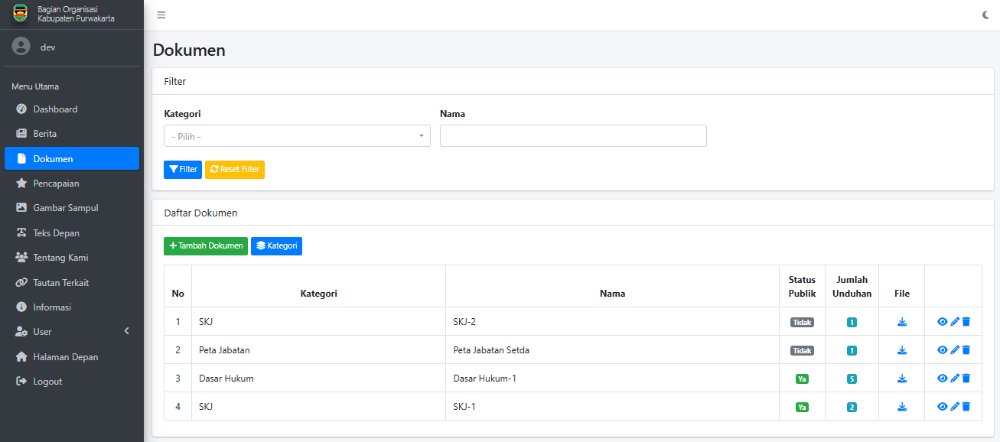 Bagian Organisasi
Kabupaten Purwakarta
dev
Menu Utama
Dashboard
Berita
Dokumen
Pencapaian
Gambar Sampul
Teks Depan
Tentang Kami
Tautan Terkait
Informasi
User
Halaman Depan
Logout
Dokumen
Filter
Kategori Nama
- Pilih -
Filter Reset Filter
Daftar Dokumen
Tambah Dokumen Kategori
No Kategori Nama Status Publik Jumlah Unduhan File
1 SKJ SKJ-2 Tidak 1
2 Peta Jabatan Peta Jabatan Setda Tidak 1
3 Dasar Hukum Dasar Hukum-1 Ya 5
4 SKJ SKJ-1 Ya 2